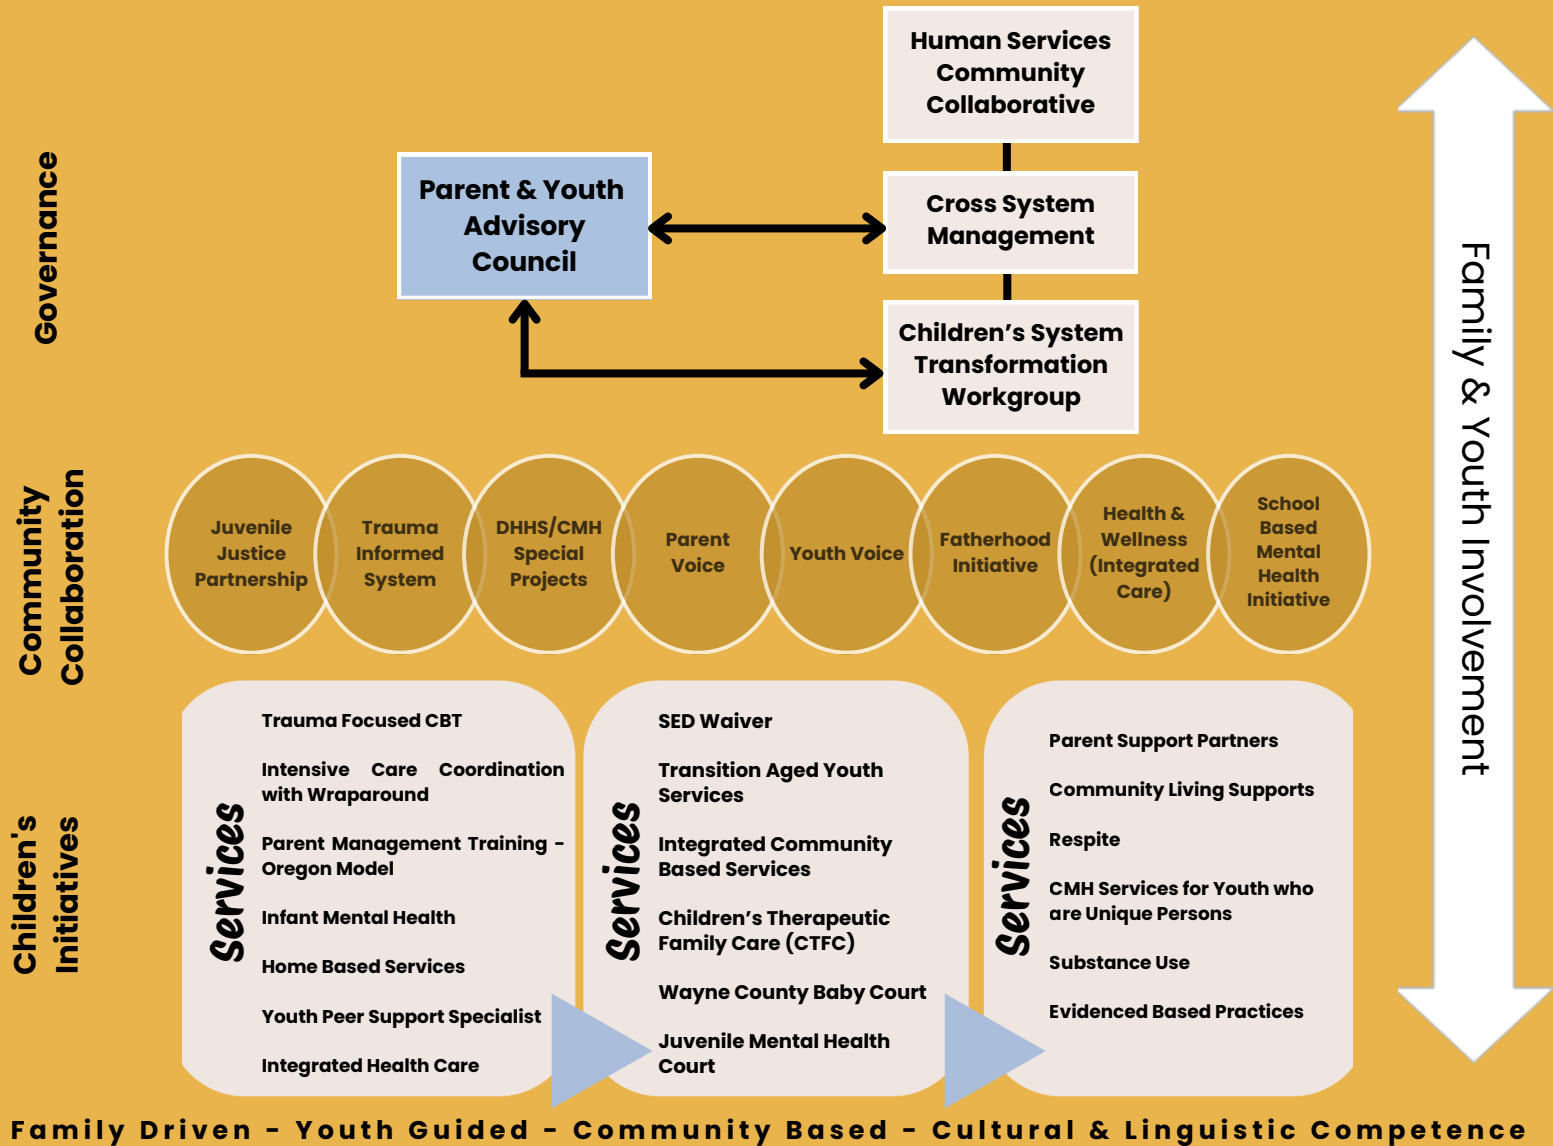 Human Services
Community
Collaborative
Governance
Parent & Youth
Advisory
Council
Cross System
Management
Children's System
Transformation
Workgroup
Family & Youth Involvement
Community
Collaboration
Juvenile
Justice
Partnership
Trauma
Informed
System
DHHS/CMH
Special
Projects
Parent
Voice
Youth Voice
Fatherhood
Initiative
Health &
Wellness
(Integrated
Care)
School
Based
Mental
Health
Initiative
Children's
Initiatives
Services
Trauma Focused CBT
Intensive Care Coordination
with Wraparound
Parent Management Training -
Oregon Model
Infant Mental Health
Home Based Services
Youth Peer Support Specialist
Integrated Health Care
Services
SED Waiver
Transition Aged Youth
Services
Integrated Community
Based Services
Children's Therapeutic
Family Care (CTFC)
Wayne County Baby Court
Juvenile Mental Health
Court
Services
Parent Support Partners
Community Living Supports
Respite
CMH Services for Youth who
are Unique Persons
Substance Use
Evidenced Based Practices
Family Driven - Youth Guided - Community Based - Cultural & Linguistic Competence